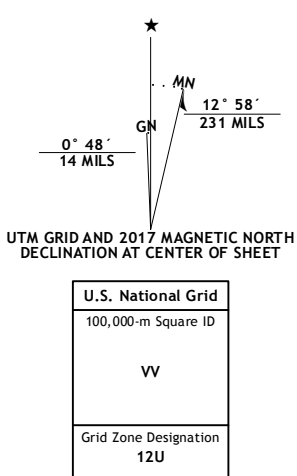 ★
MN
12° 58´
231 MILS
GN
0° 48´
14 MILS
UTM GRID AND 2017 MAGNETIC NORTH
DECLINATION AT CENTER OF SHEET
U.S. National Grid
100,000-m Square ID
VV
Grid Zone Designation
12U